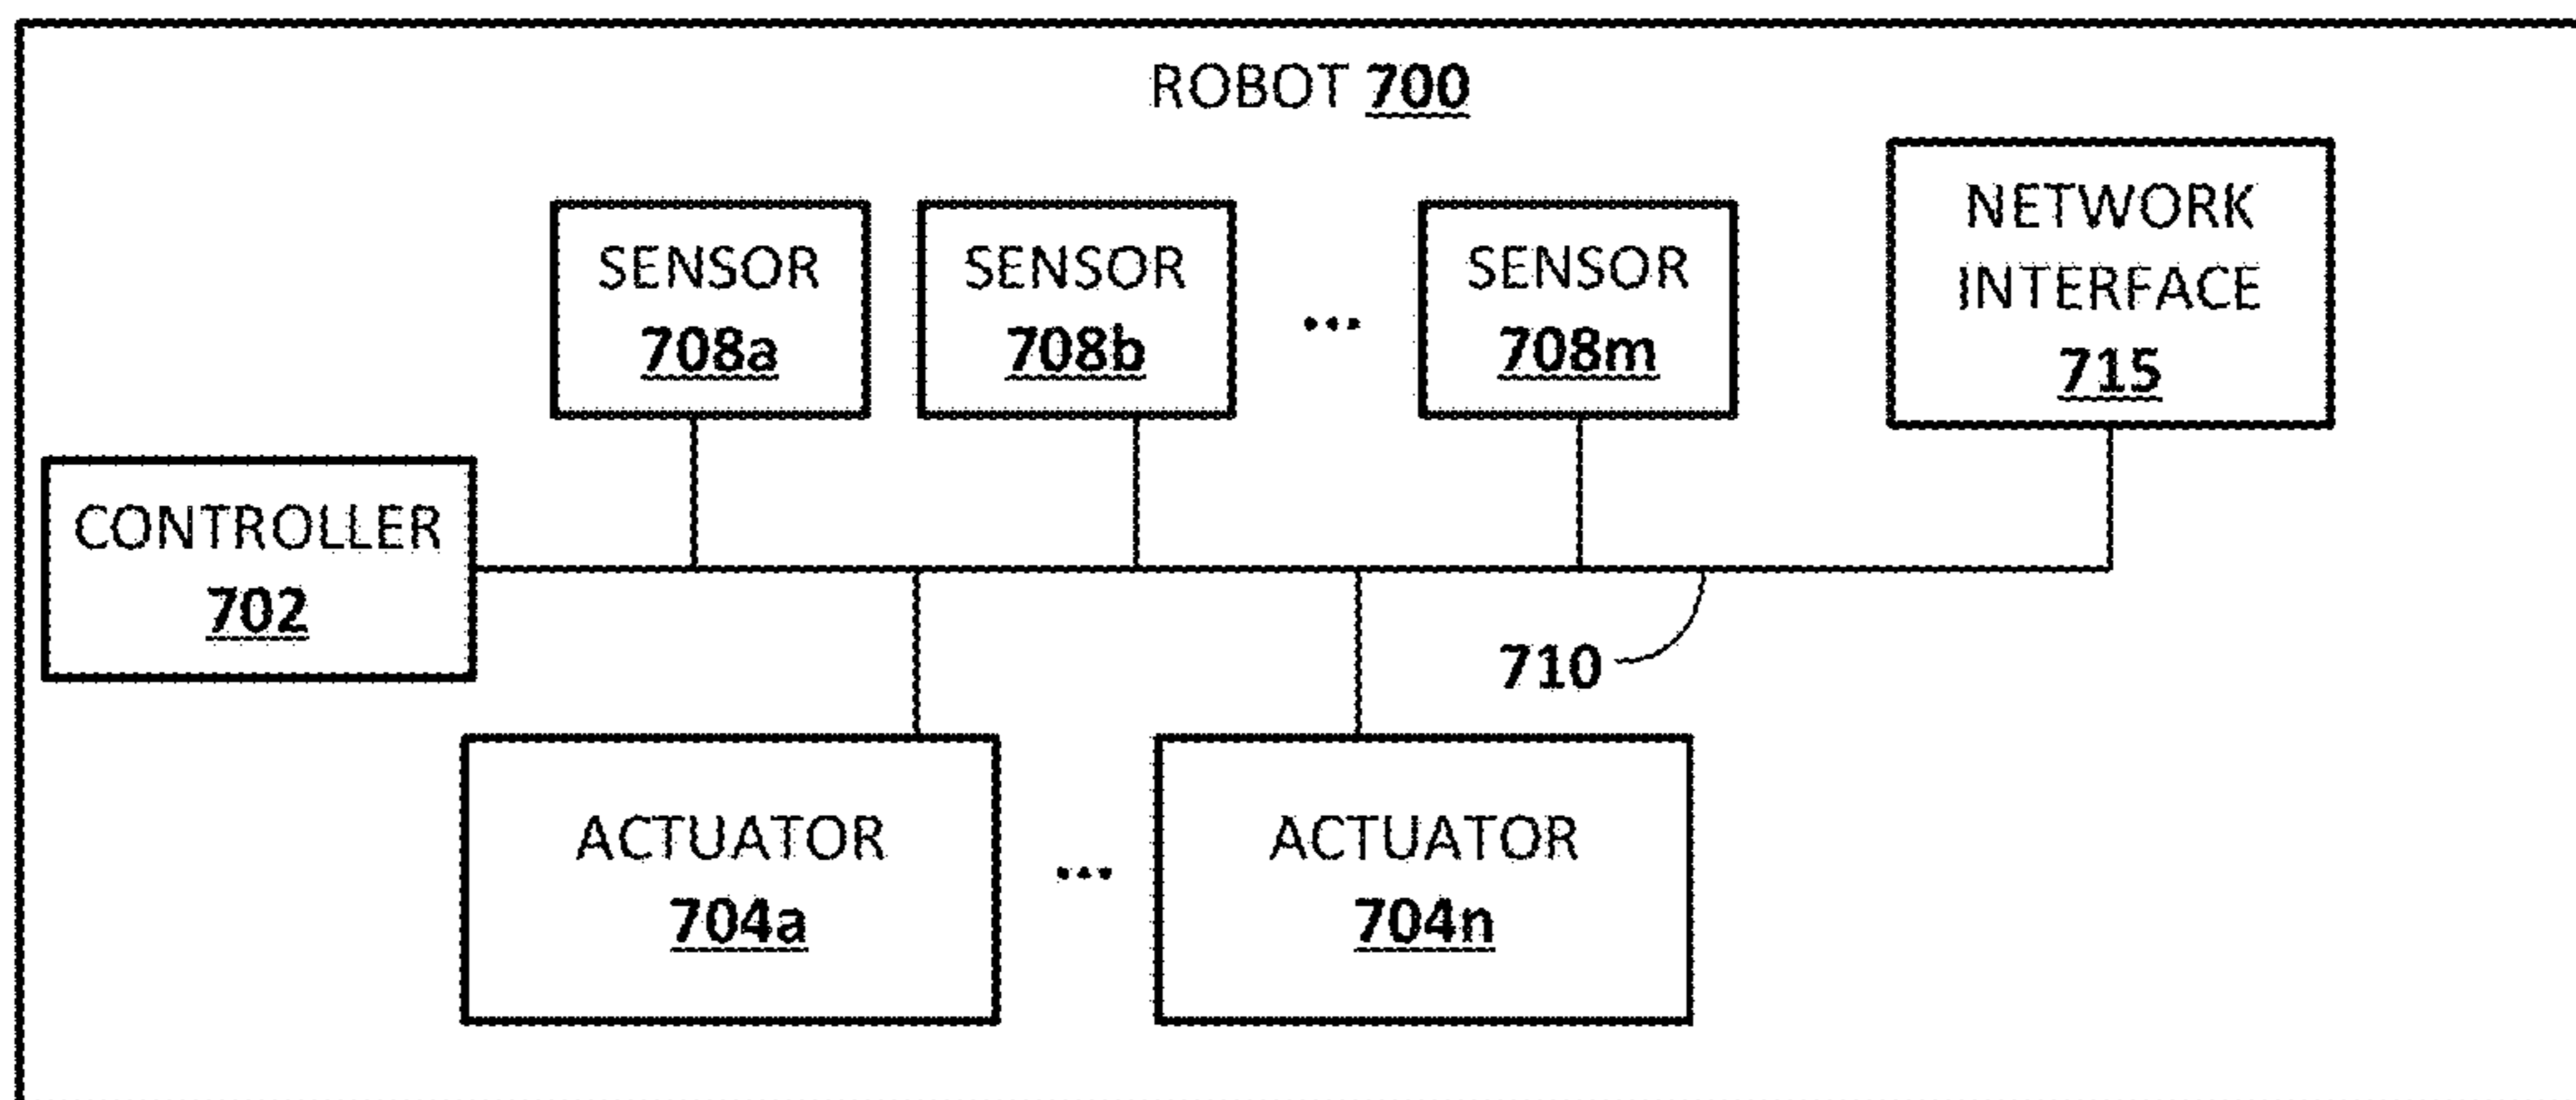 ROBOT 700
SENSOR
708a
SENSOR
708b
...
SENSOR
708m
NETWORK
INTERFACE
715
CONTROLLER
702
710
ACTUATOR
704a
...
ACTUATOR
704n